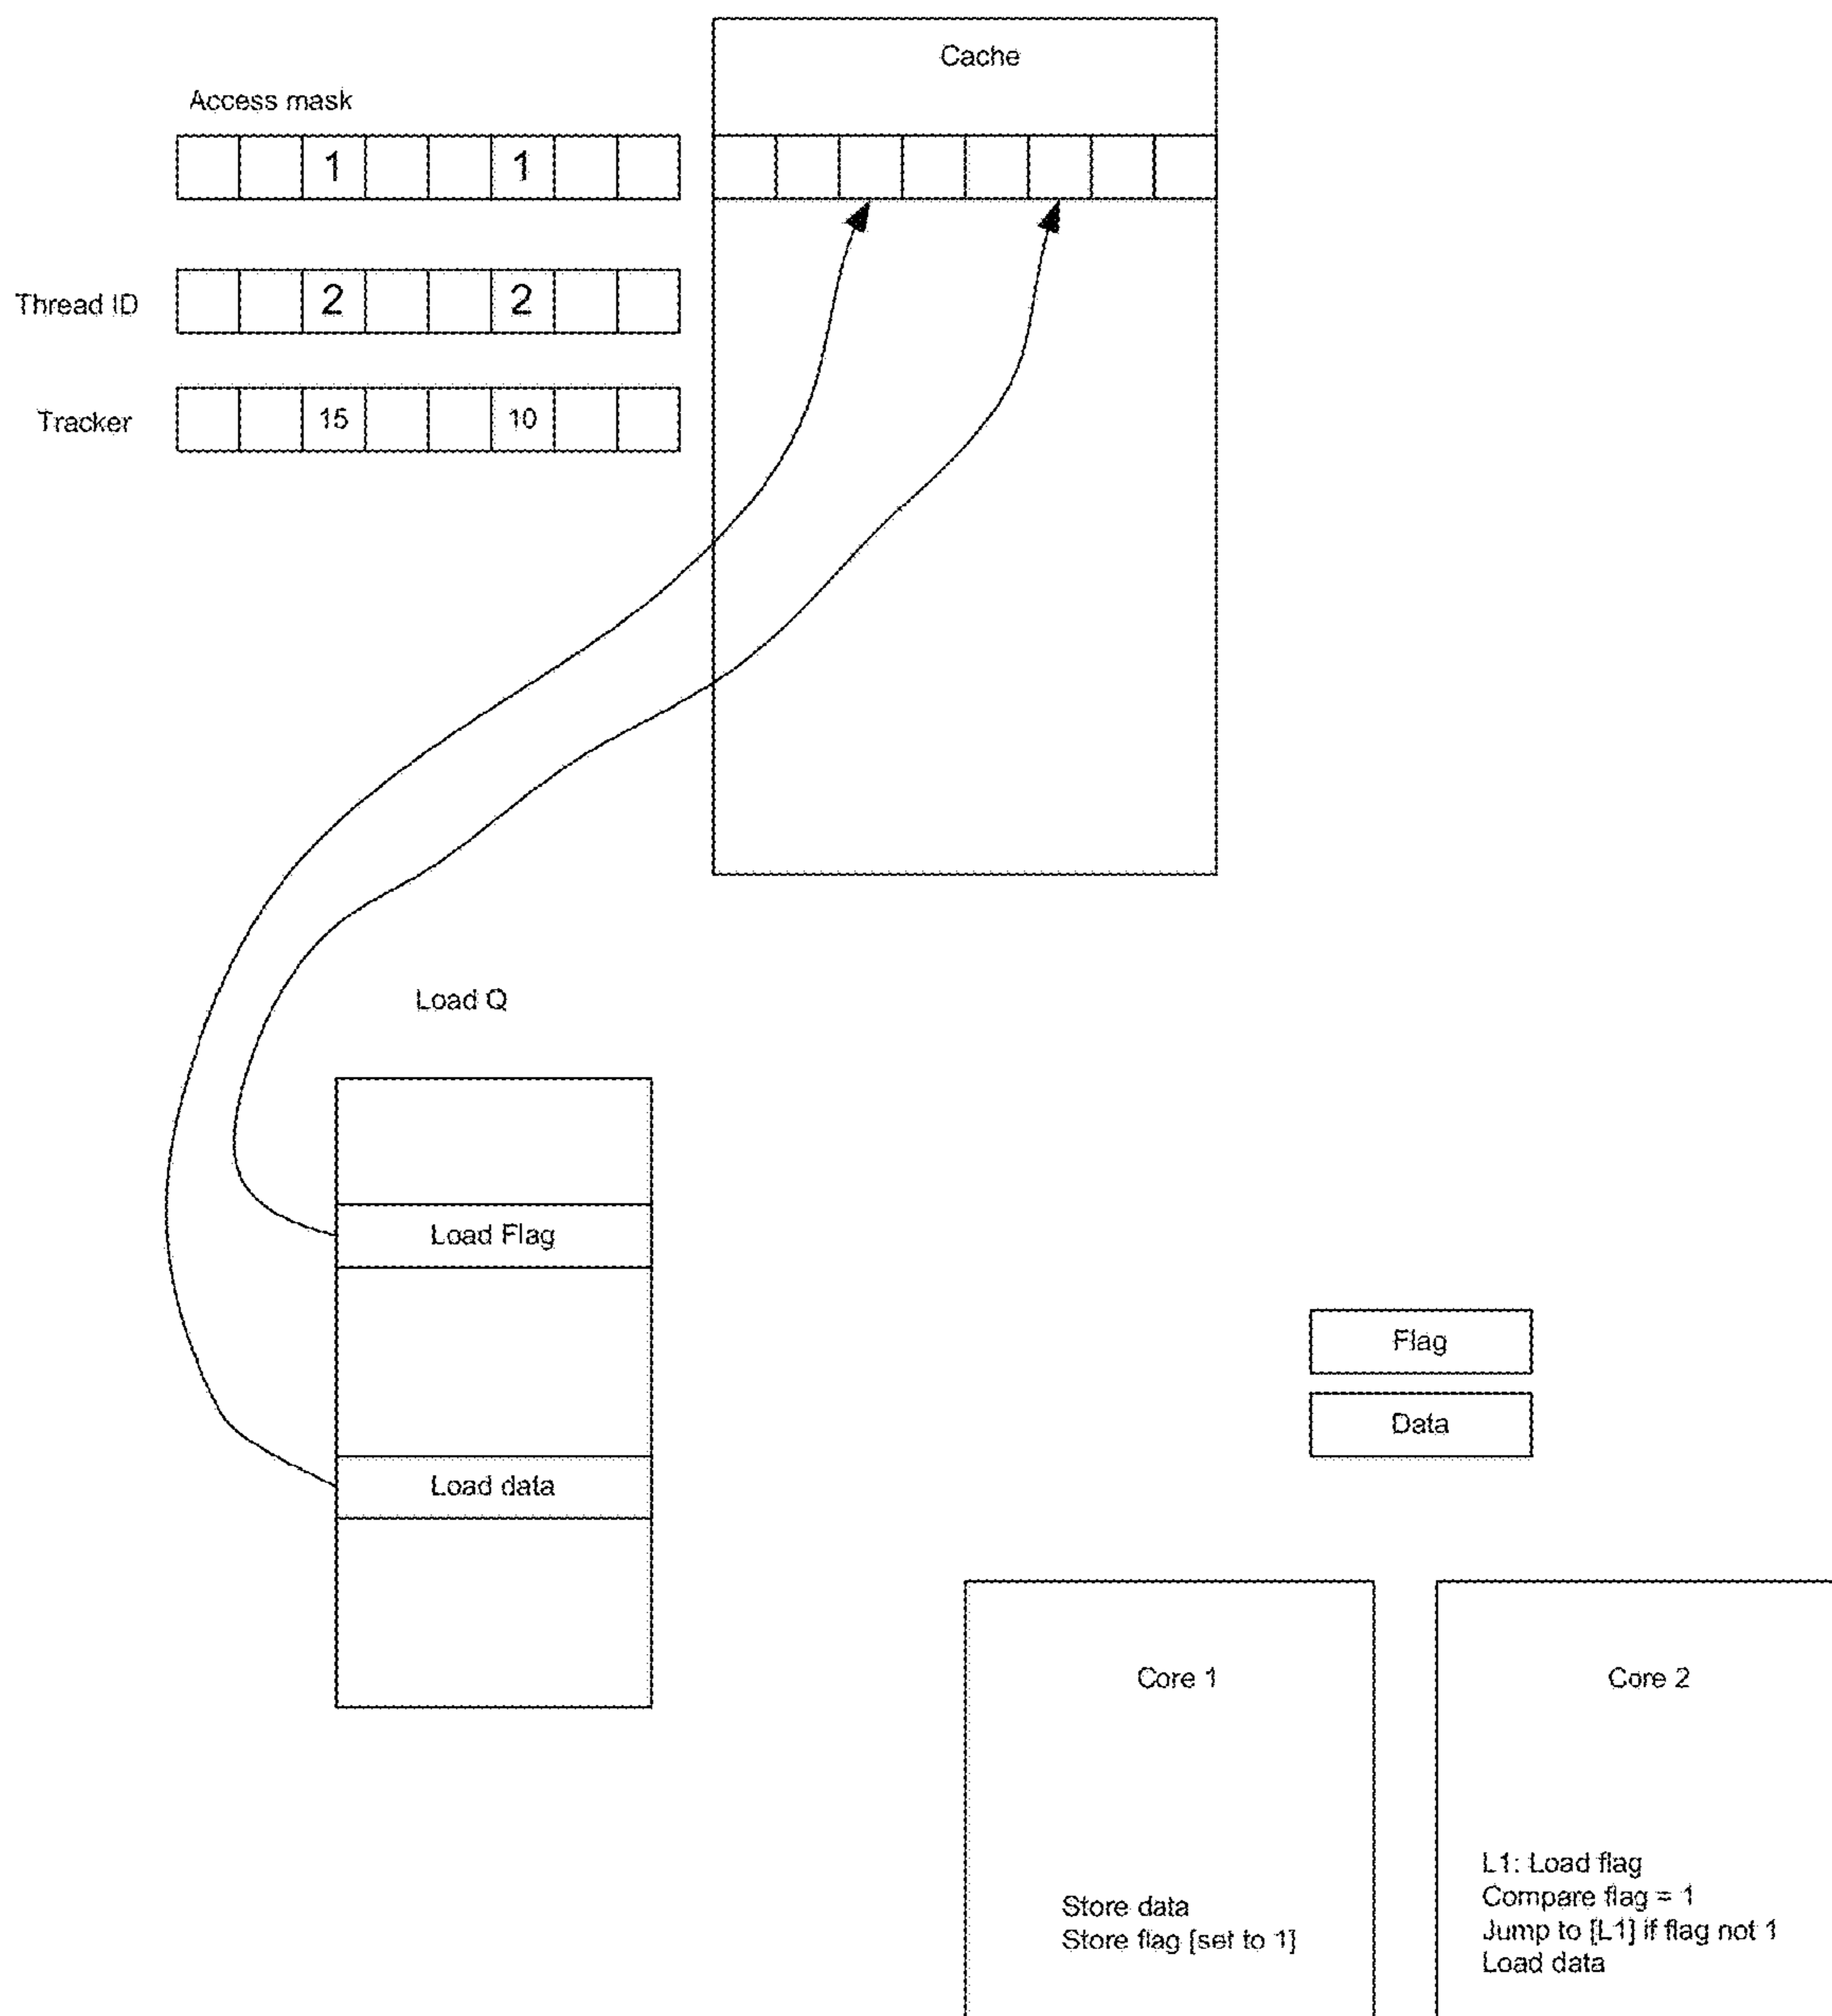 Cache
Access mask
1 1
Thread ID
2 2
Tracker
15 10
Load Q
Load Flag
Load data
Flag
Data
Core 1
Store data
Store flag [set to 1]
Core 2
L1: Load flag
Compare flag = 1
Jump to [L1] if flag not 1
Load data